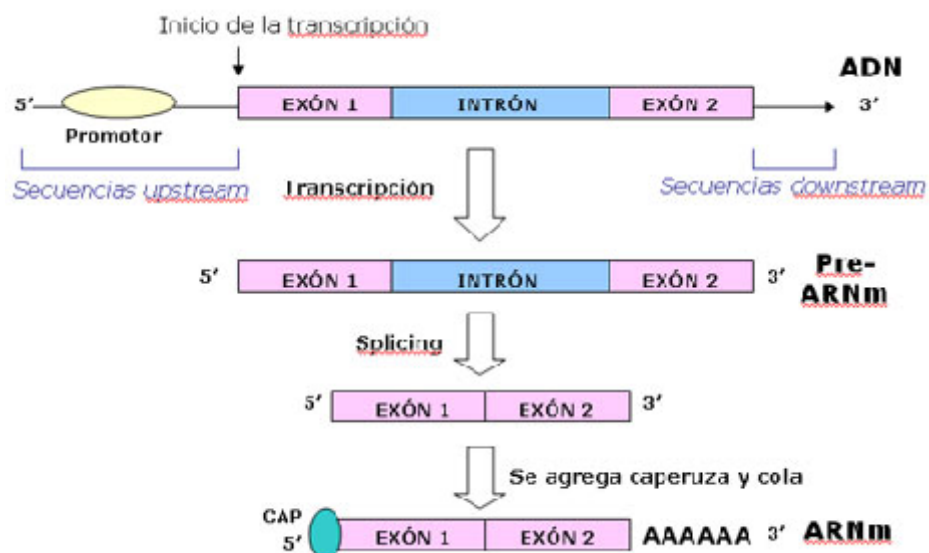 Inicio de la transcripción
ADN
5' EXÓN 1 INTRÓN EXÓN 2 3'
Promotor
Secuencias upstream Secuencias downstream
Transcripción
5' EXÓN 1 INTRÓN EXÓN 2 3' Pre-
ARNm
Splicing
5' EXÓN 1 EXÓN 2 3'
Se agrega caperuza y cola
CAP
5' EXÓN 1 EXÓN 2 AAAAAA 3' ARNm